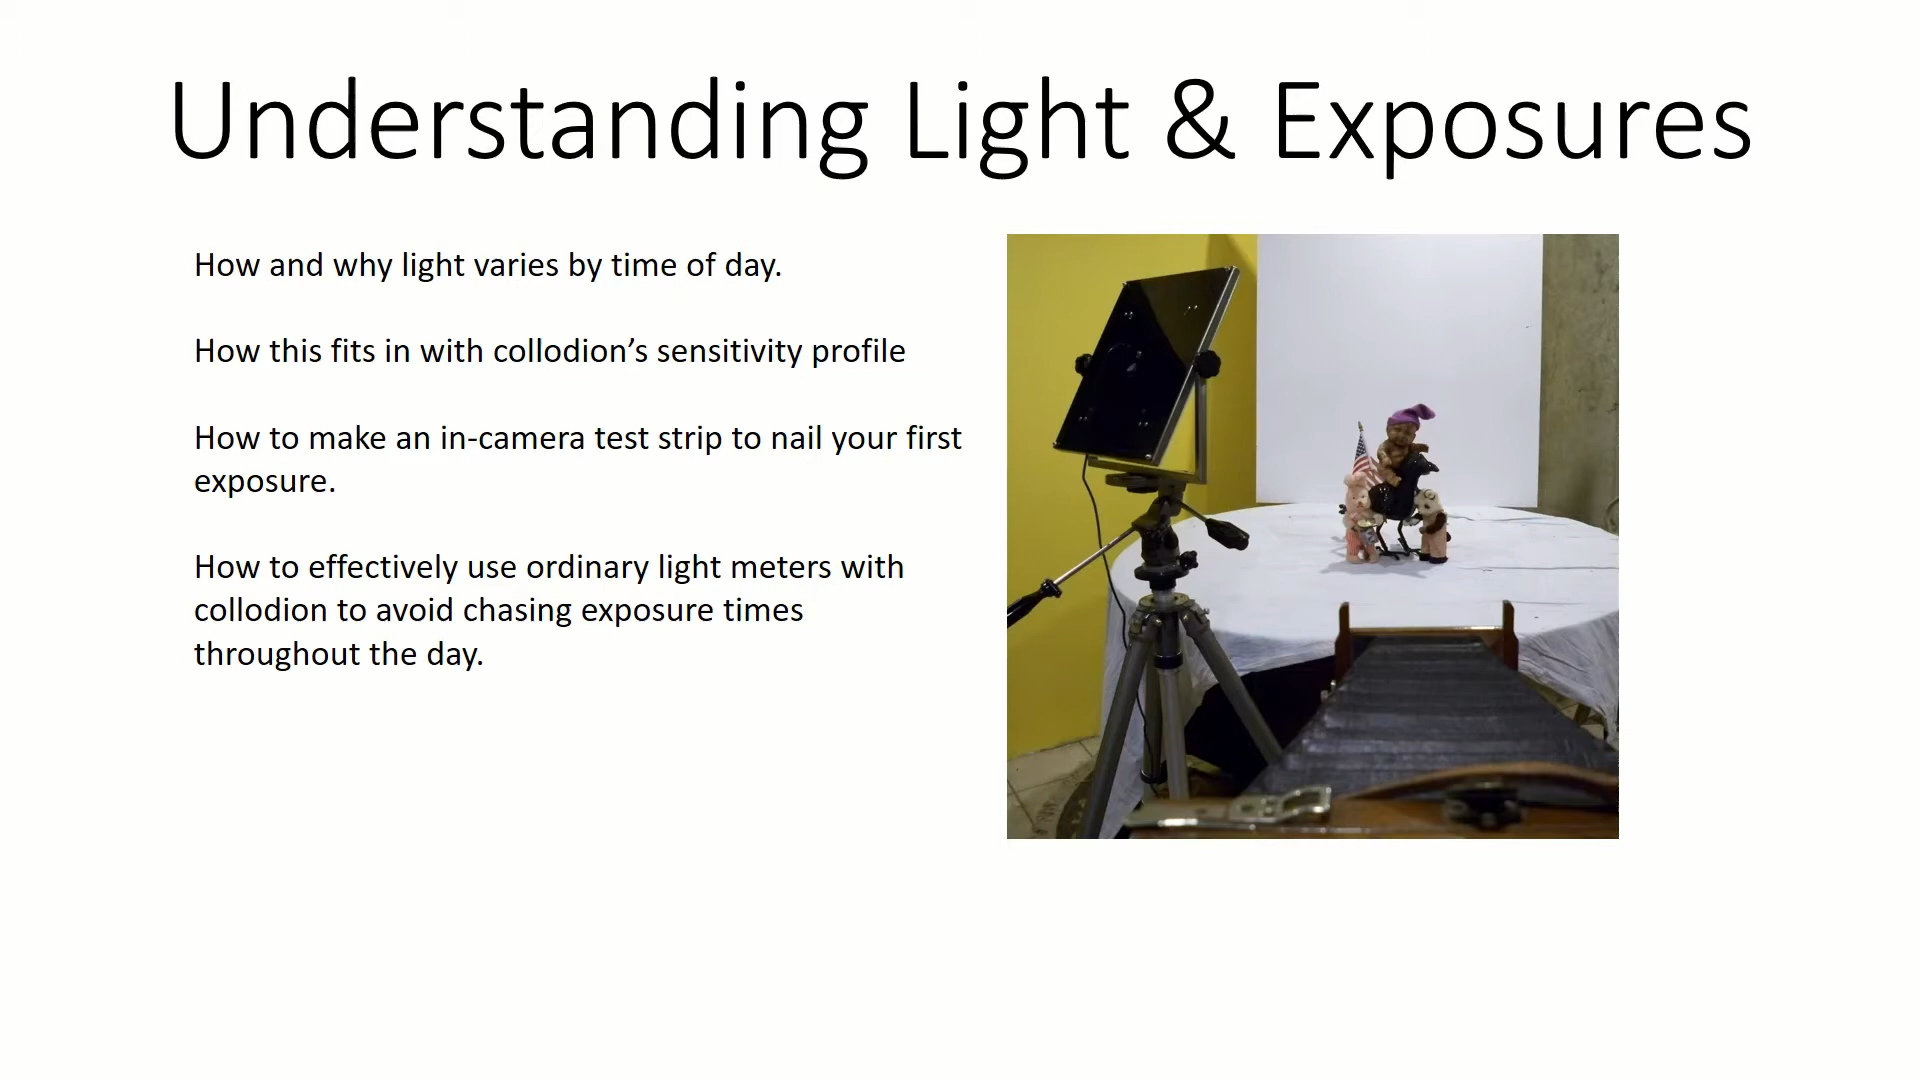 Understanding Light & Exposures
How and why light varies by time of day.
How this fits in with collodion’s sensitivity profile
How to make an in-camera test strip to nail your first
exposure.
How to effectively use ordinary light meters with
collodion to avoid chasing exposure times
throughout the day.